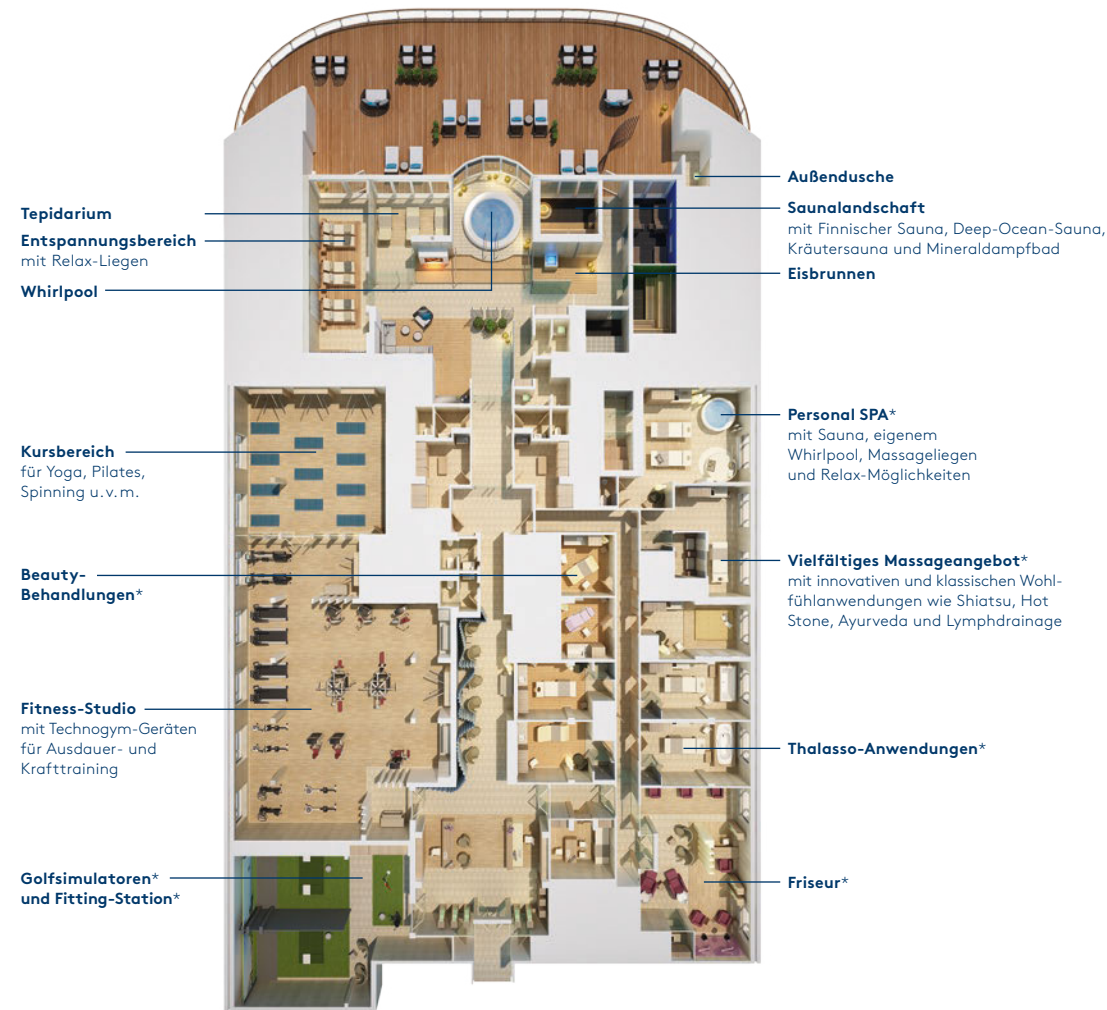 Tepidarium
Entspannungsbereich
mit Relax-Liegen
Whirlpool
Kursbereich
für Yoga, Pilates,
Spinning u.v.m.
Beauty-
Behandlungen*
Fitness-Studio
mit Technogym-Geräten
für Ausdauer- und
Krafttraining
Golfsimulatoren*
und Fitting-Station*
Außendusche
Saunalandschaft
mit Finnischer Sauna, Deep-Ocean-Sauna,
Kräutersauna und Mineraldampfbad
Eisbrunnen
Personal SPA*
mit Sauna, eigenem
Whirlpool, Massageliegen
und Relax-Möglichkeiten
Vielfältiges Massageangebot*
mit innovativen und klassischen Wohl-
fühlanwendungen wie Shiatsu, Hot
Stone, Ayurveda und Lymphdrainage
Thalasso-Anwendungen*
Friseur*